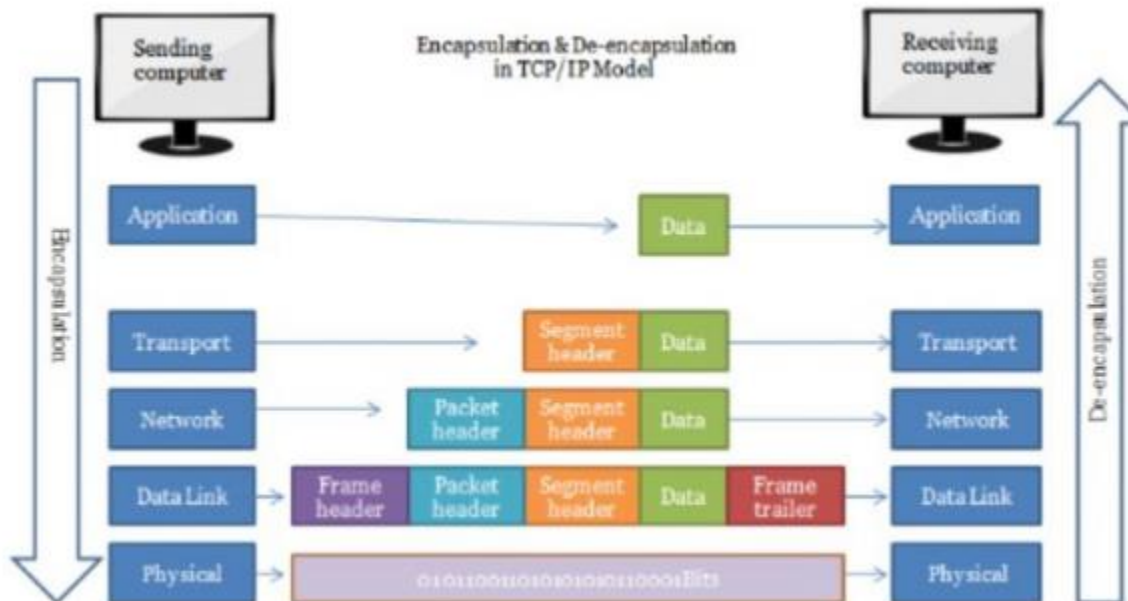 Sending
computer
Encapsulation & De-encapsulation
in TCP/IP Model
Receiving
computer
Encapsulation
De-encapsulation
Application
Data
Application
Transport
Segment
header
Data
Transport
Network
Packet
header
Segment
header
Data
Network
Data Link
Frame
header
Packet
header
Segment
header
Data
Frame
trailer
Data Link
Physical
Bits
Physical